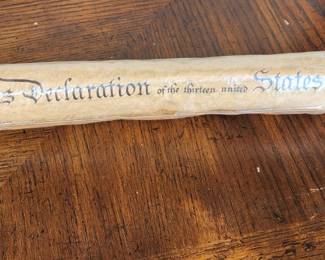 s Declaration of the thirteen united States